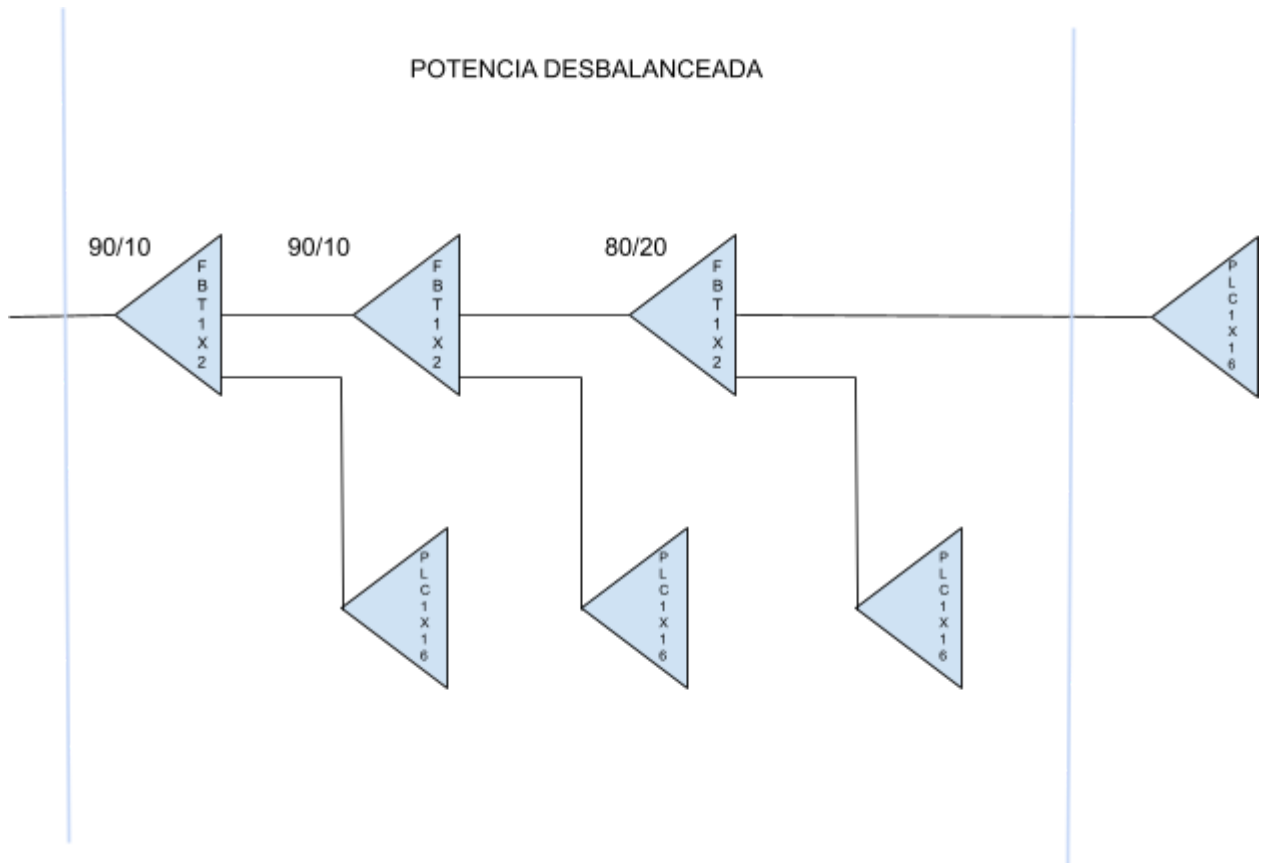 POTENCIA DESBALANCEADA
90/10
90/10
80/20
FBT1X2
FBT1X2
FBT1X2
PLC1X16
PLC1X16
PLC1X16
PLC1X16